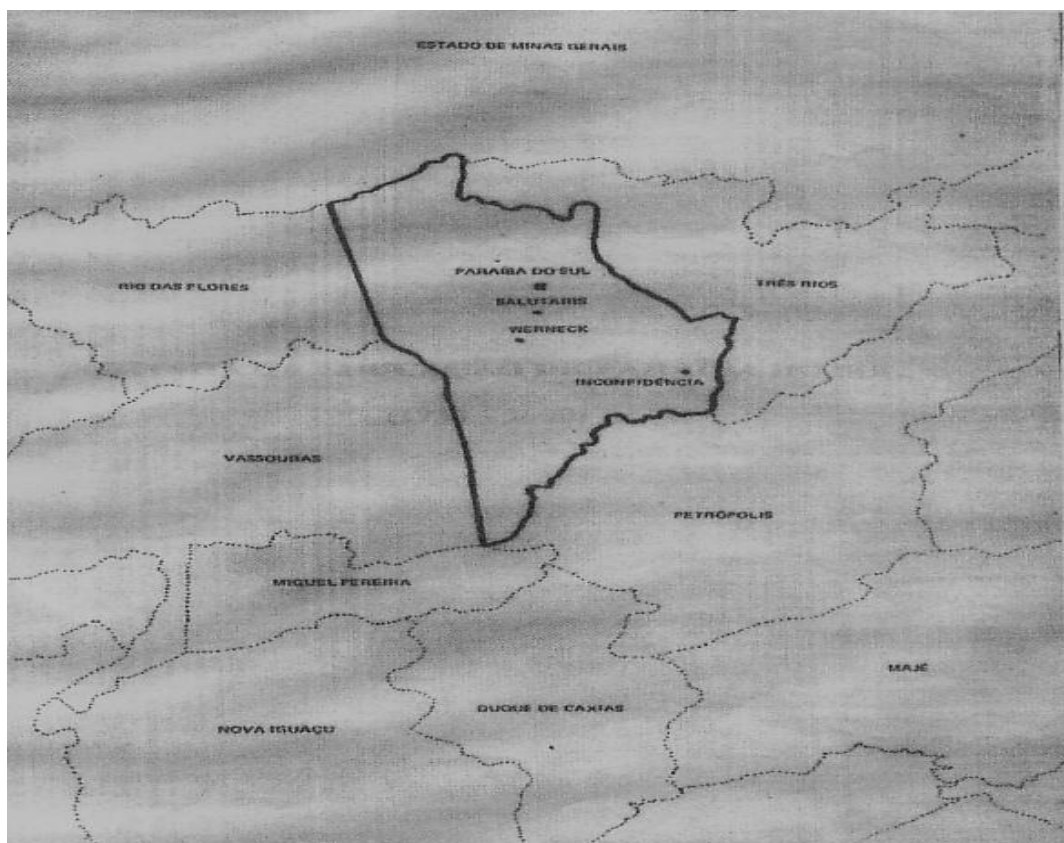 ESTADO DE MINAS GERAIS
PARAÍBA DO SUL
RIO DAS FLORES
TRÊS RIOS
SALUTARIS
WERNECK
INCONFIDÊNCIA
VASSOURAS
PETRÓPOLIS
MIGUEL PEREIRA
MAJÉ
DUQUE DE CAXIAS
NOVA IGUAÇU